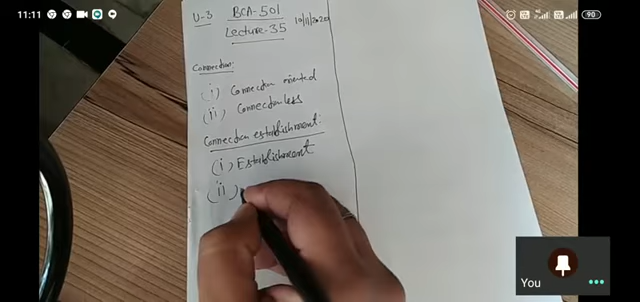 11:11
90
U-3 BCA-501
Lecture-35 10/11/2020
Connection:
(i) Connection oriented
(ii) Connectionless
Connection establishment:
(i) Establishment
(ii)
You